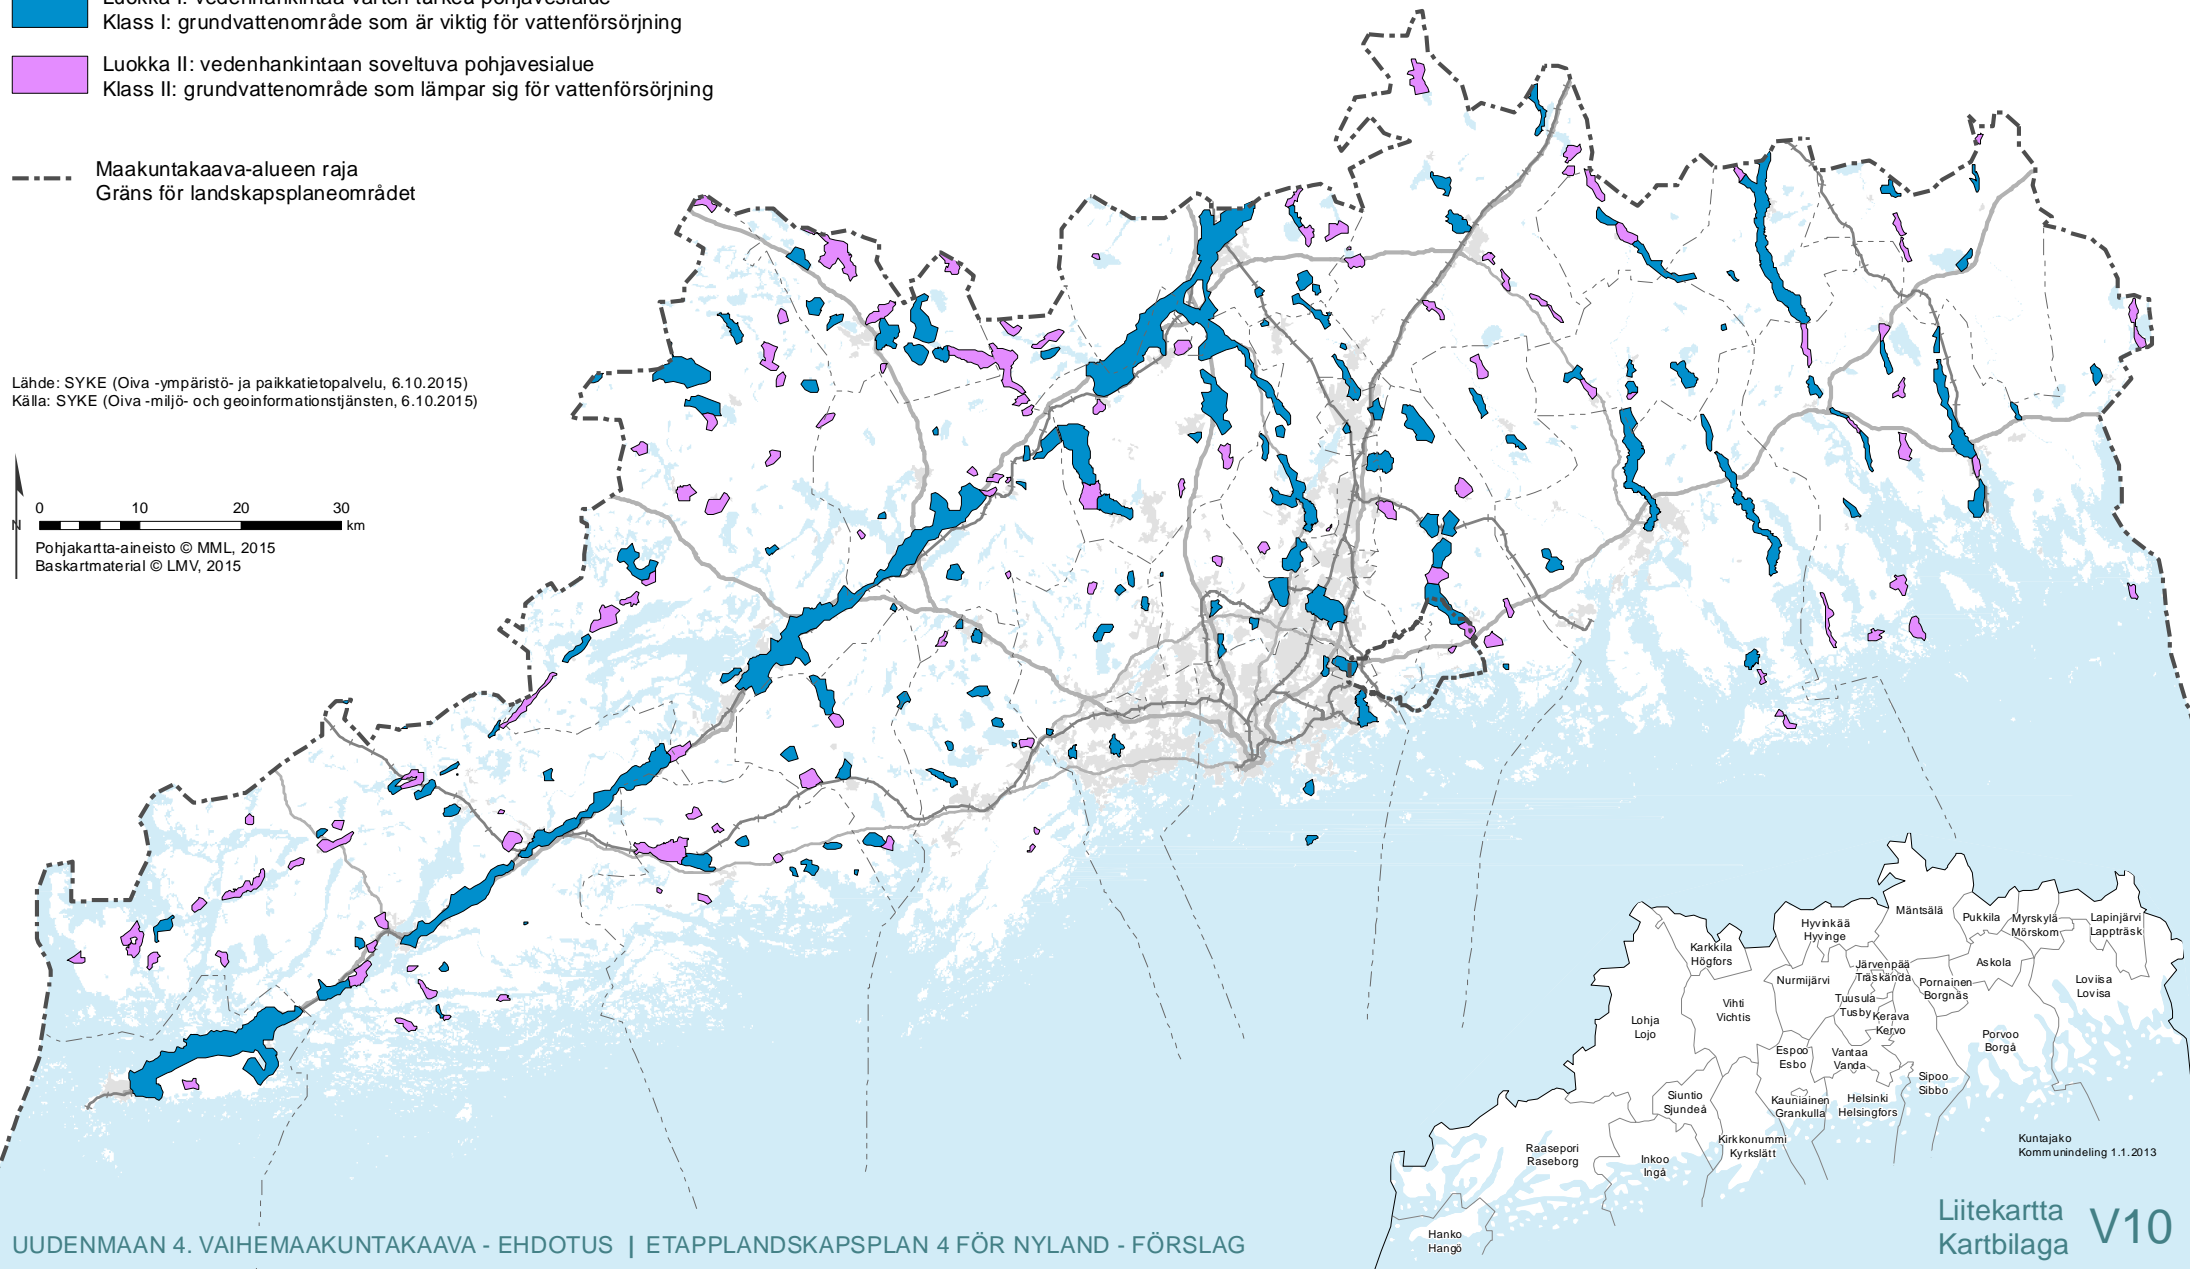 Luokka I: vedenhankintaa varten tärkeä pohjavesialue
Klass I: grundvattenområde som är viktig för vattenförsörjning
Luokka II: vedenhankintaan soveltuva pohjavesialue
Klass II: grundvattenområde som lämpar sig för vattenförsörjning
Maakuntakaava-alueen raja
Gräns för landskapsplaneområdet
Lähde: SYKE (Oiva -ympäristö- ja paikkatietopalvelu, 6.10.2015)
Källa: SYKE (Oiva -miljö- och geoinformationstjänsten, 6.10.2015)
0 10 20 30
km
N
Pohjakartta-aineisto © MML, 2015
Baskartmaterial © LMV, 2015
Mäntsälä
Pukkila
Myrskylä
Mörskom
Lapinjärvi
Lappträsk
Hyvinkää
Hyvinge
Karkkila
Högfors
Askola
Järvenpää
Träskända
Nurmijärvi
Pornainen
Borgnäs
Loviisa
Lovisa
Vihti
Vichtis
Tuusula
Tusby
Kerava
Kervo
Lohja
Lojo
Porvoo
Borgå
Espoo
Esbo
Vantaa
Vanda
Sipoo
Sibbo
Siuntio
Sjundeå
Kauniainen
Grankulla
Helsinki
Helsingfors
Kirkkonummi
Kyrkslätt
Raasepori
Raseborg
Inkoo
Ingå
Hanko
Hangö
Kuntajako
Kommunindeling 1.1.2013
Liitekartta
Kartbilaga
V10
UUDENMAAN 4. VAIHEMAAKUNTAKAAVA - EHDOTUS | ETAPPLANDSKAPSPLAN 4 FÖR NYLAND - FÖRSLAG